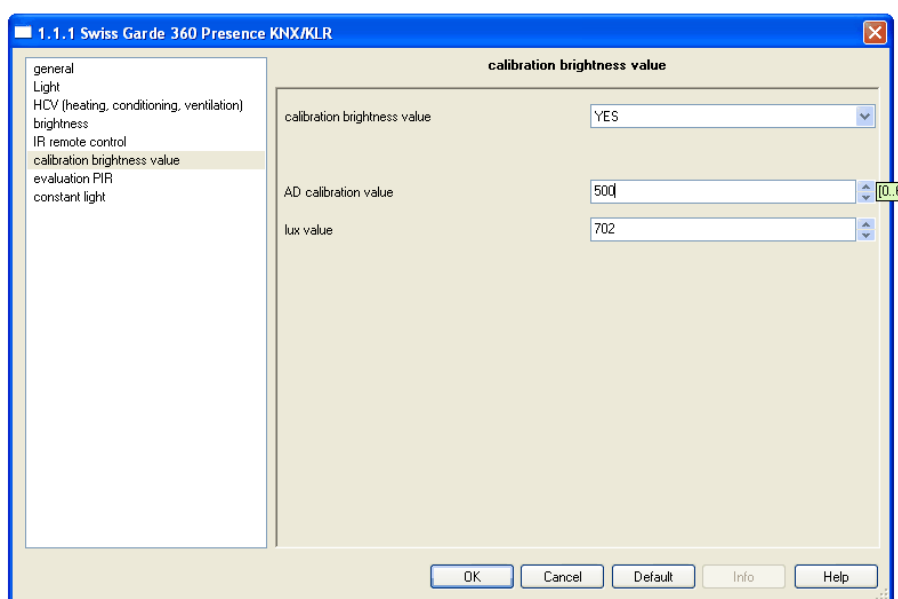 1.1.1 Swiss Garde 360 Presence KNX/KLR
general
Light
HCV (heating, conditioning, ventilation)
brightness
IR remote control
calibration brightness value
evaluation PIR
constant light
calibration brightness value
calibration brightness value YES
AD calibration value 500
[0..6
lux value 702
OK Cancel Default Info Help